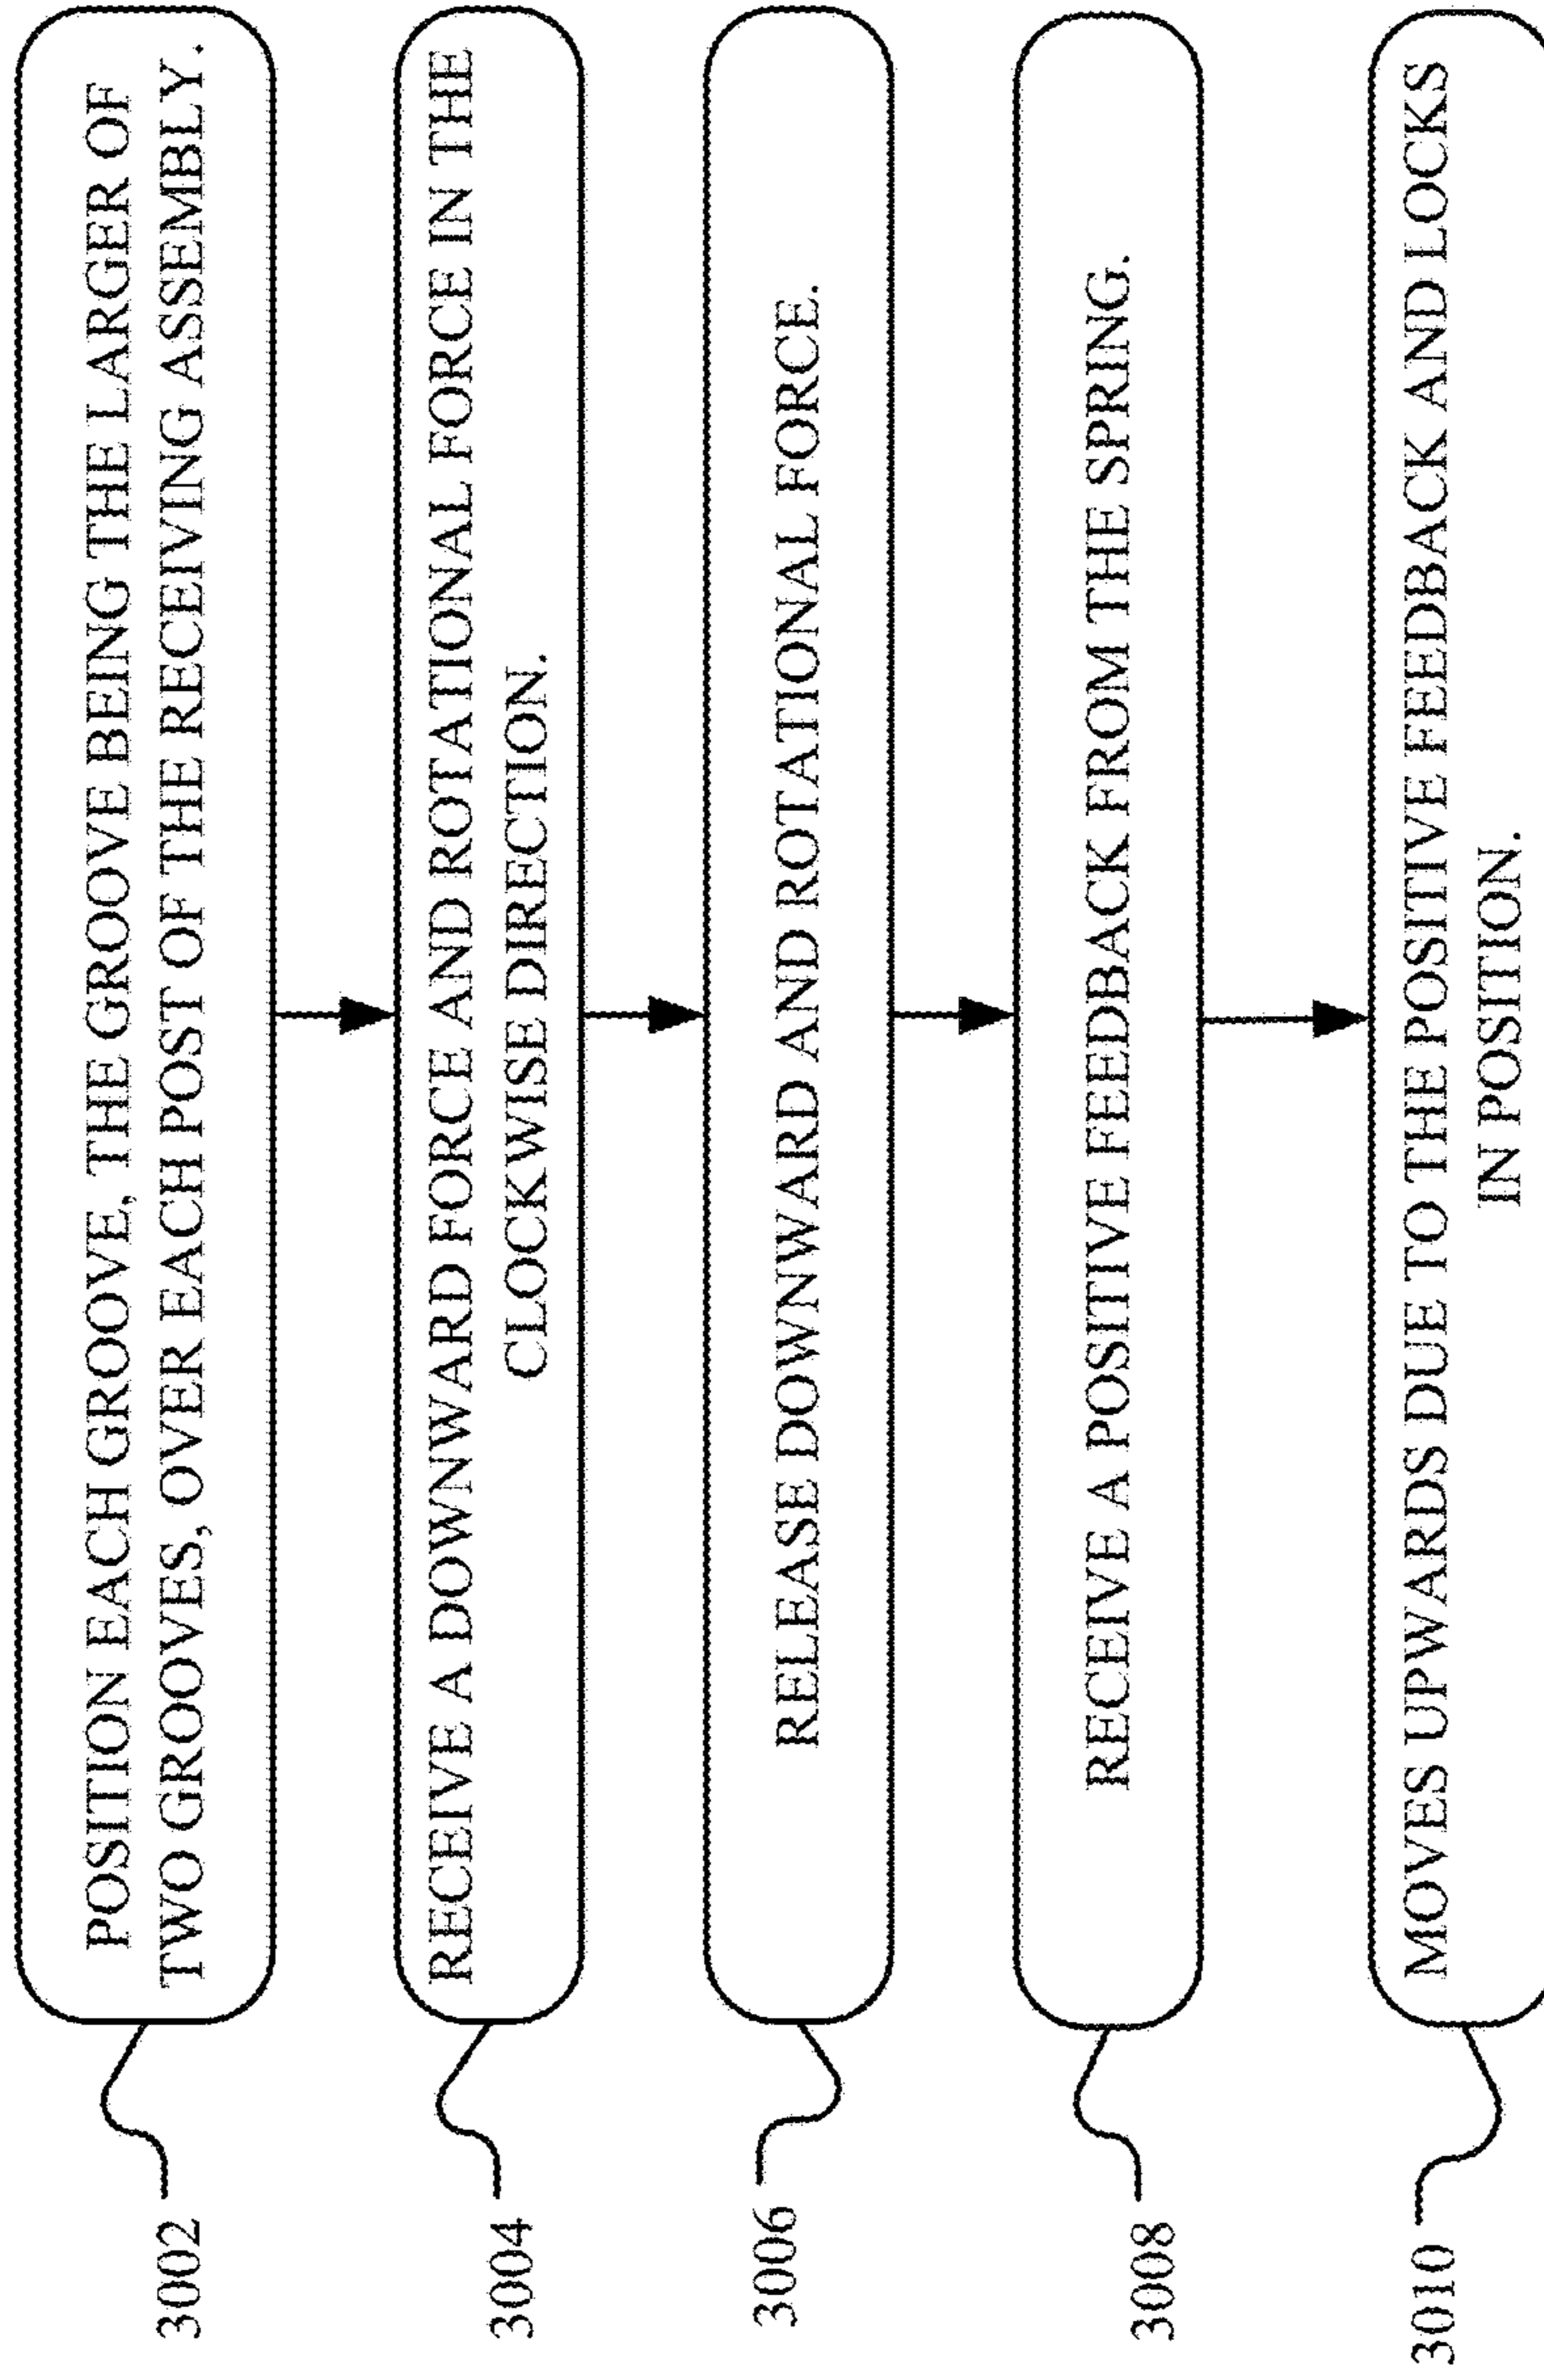 POSITION EACH GROOVE, THE GROOVE BEING THE LARGER OF
TWO GROOVES, OVER EACH POST OF THE RECEIVING ASSEMBLY.
3002
RECEIVE A DOWNWARD FORCE AND ROTATIONAL FORCE IN THE
CLOCKWISE DIRECTION.
3004
RELEASE DOWNWARD AND ROTATIONAL FORCE.
3006
RECEIVE A POSITIVE FEEDBACK FROM THE SPRING.
3008
MOVES UPWARDS DUE TO THE POSITIVE FEEDBACK AND LOCKS
IN POSITION.
3010